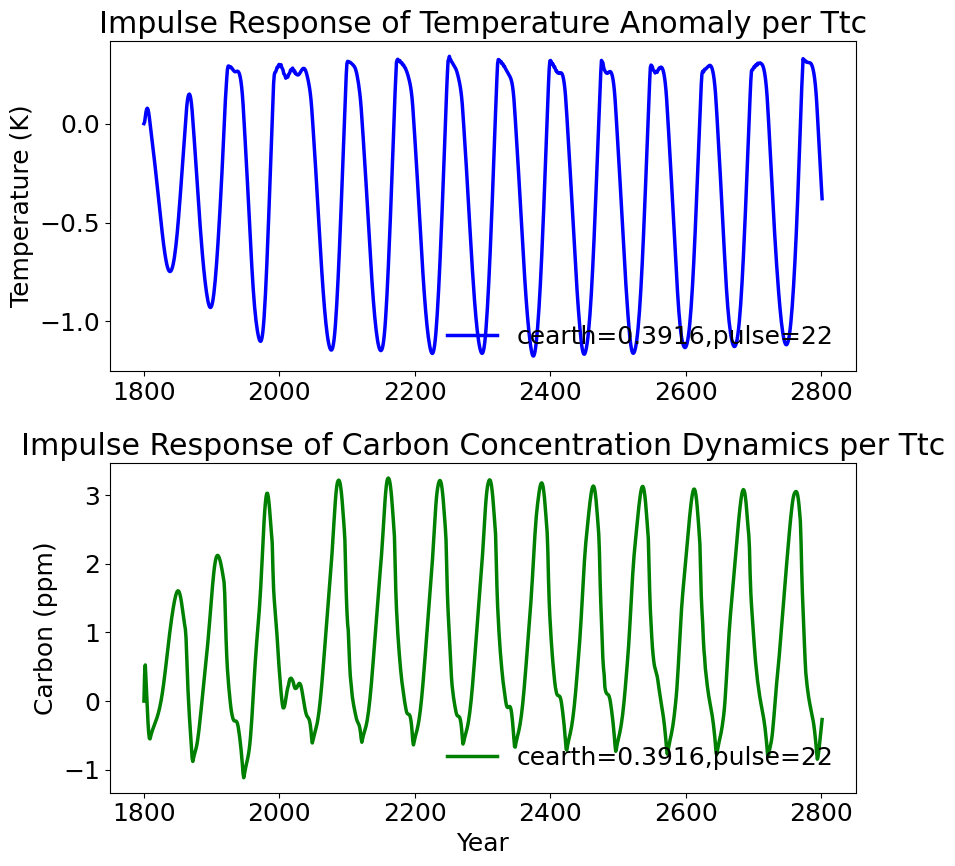 Impulse Response of Temperature Anomaly per Ttc
Temperature (K)
0.0
−0.5
−1.0
cearth=0.3916,pulse=22
1800 2000 2200 2400 2600 2800
Impulse Response of Carbon Concentration Dynamics per Ttc
Carbon (ppm)
3
2
1
0
−1
cearth=0.3916,pulse=22
1800 2000 2200 2400 2600 2800
Year